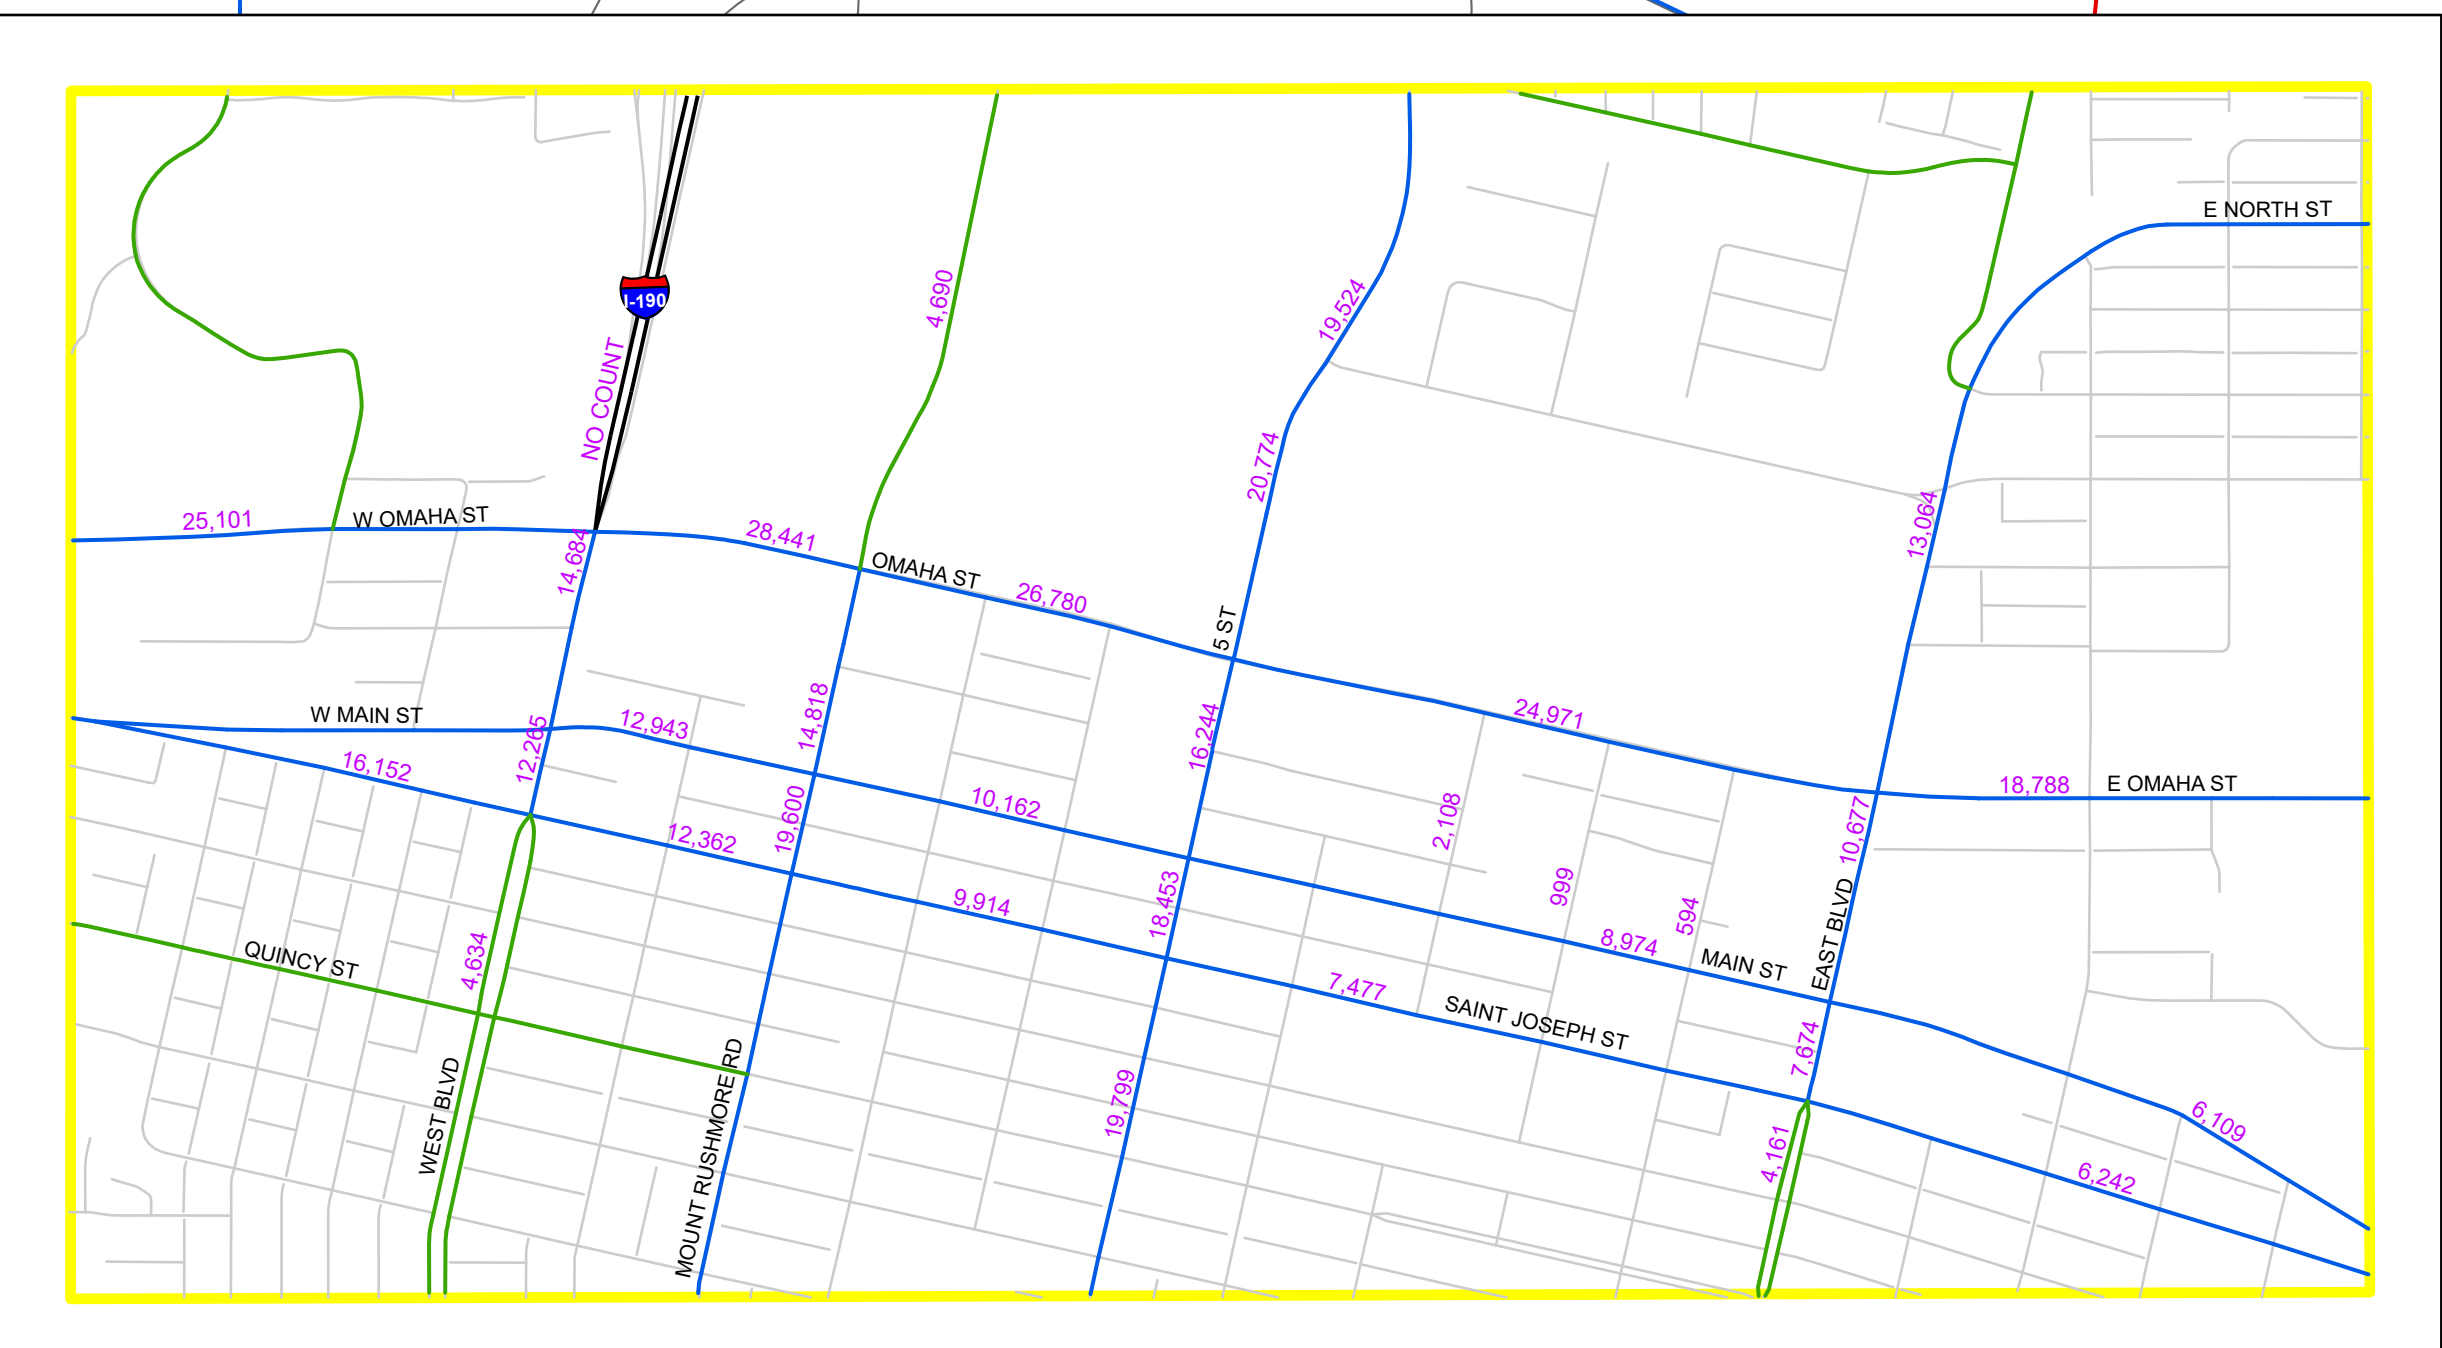 E NORTH ST
4,690
I-190
19,524
NO COUNT
20,774
25,101
W OMAHA ST
28,441
13,064
14,684
OMAHA ST
26,780
5 ST
W MAIN ST
12,943
14,818
16,244
24,971
12,265
16,152
18,788
E OMAHA ST
10,162
19,600
2,108
10,677
12,362
9,914
18,453
999
594
8,974
EAST BLVD
QUINCY ST
4,634
MAIN ST
7,477
SAINT JOSEPH ST
7,674
WEST BLVD
MOUNT RUSHMORE RD
19,799
6,109
4,161
6,242